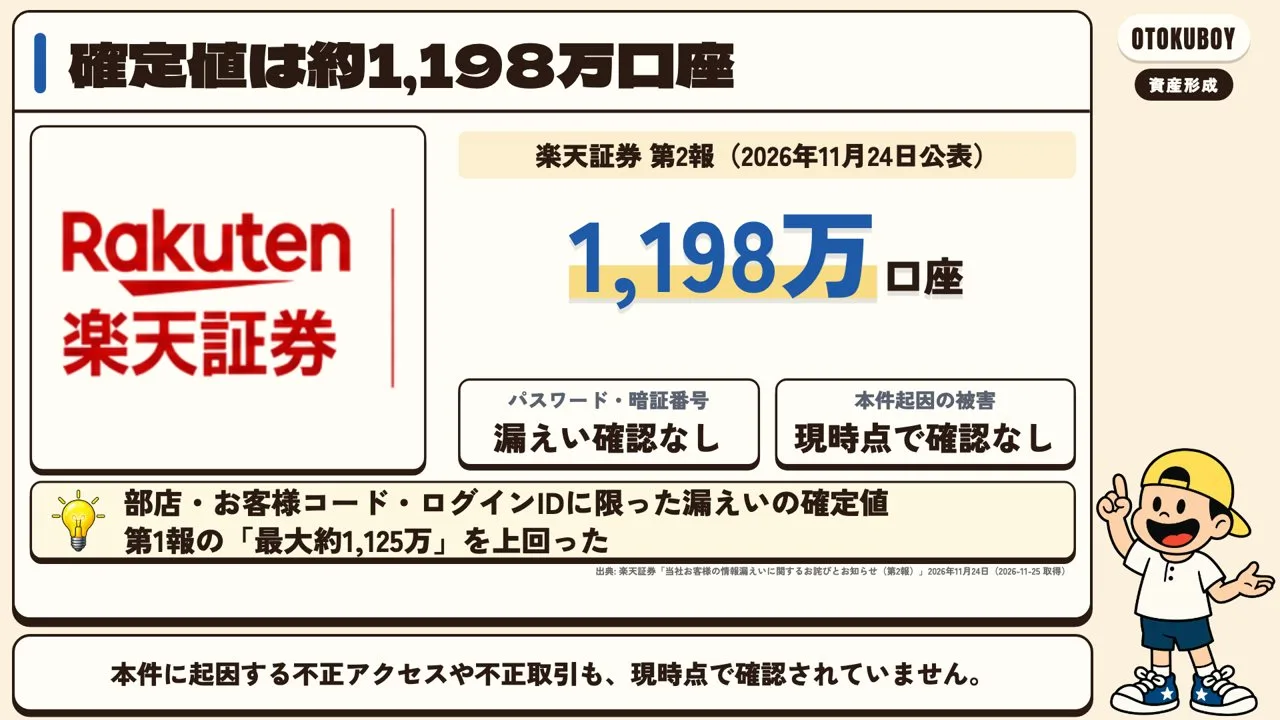 確定値は約1,198万口座
OTOKUBOY
資産形成
Rakuten
楽天証券
楽天証券 第2報（2026年11月24日公表）
1,198万口座
パスワード・暗証番号
漏えい確認なし
本件起因の被害
現時点で確認なし
部店・お客様コード・ログインIDに限った漏えいの確定値
第1報の「最大約1,125万」を上回った
出典: 楽天証券「当社お客様の情報漏えいに関するお詫びとお知らせ（第2報）」2026年11月24日（2026-11-25 取得）
本件に起因する不正アクセスや不正取引も、現時点で確認されていません。